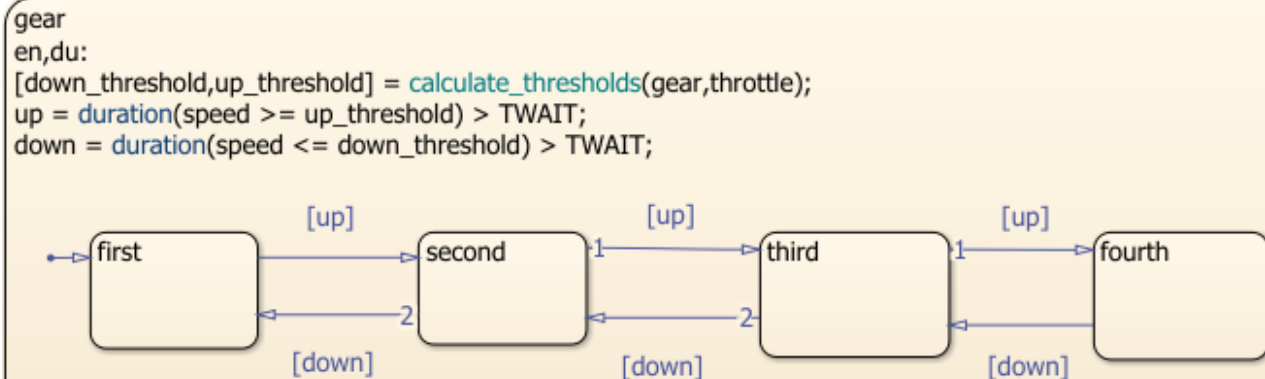 gear
en,du:
[down_threshold,up_threshold] = calculate_thresholds(gear,throttle);
up = duration(speed >= up_threshold) > TWAIT;
down = duration(speed <= down_threshold) > TWAIT;
[up] [up] [up]
first second 1 third 1 fourth
2 2
[down] [down] [down]